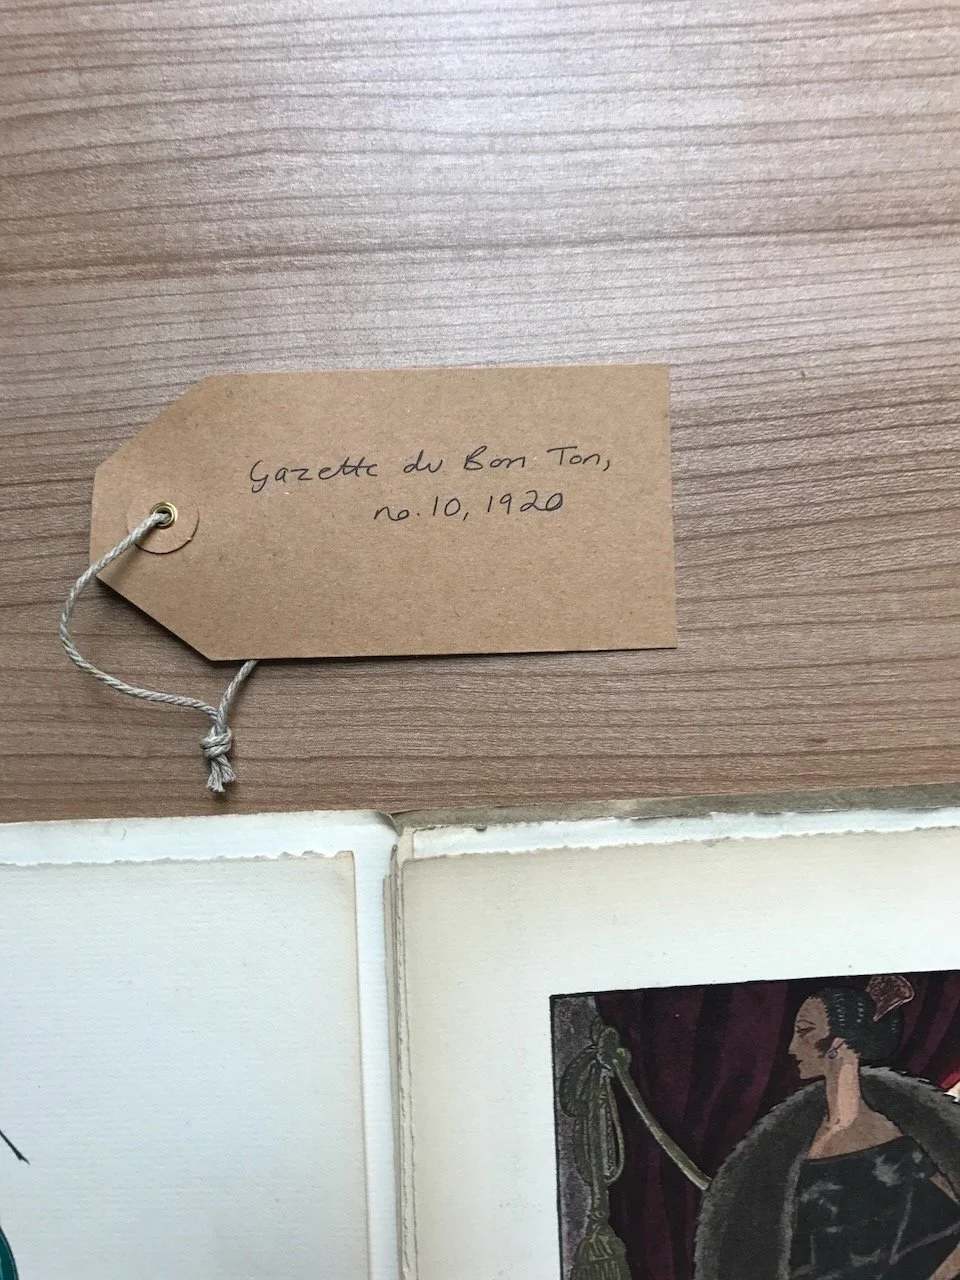 Gazette du Bon Ton,
no. 10, 1920